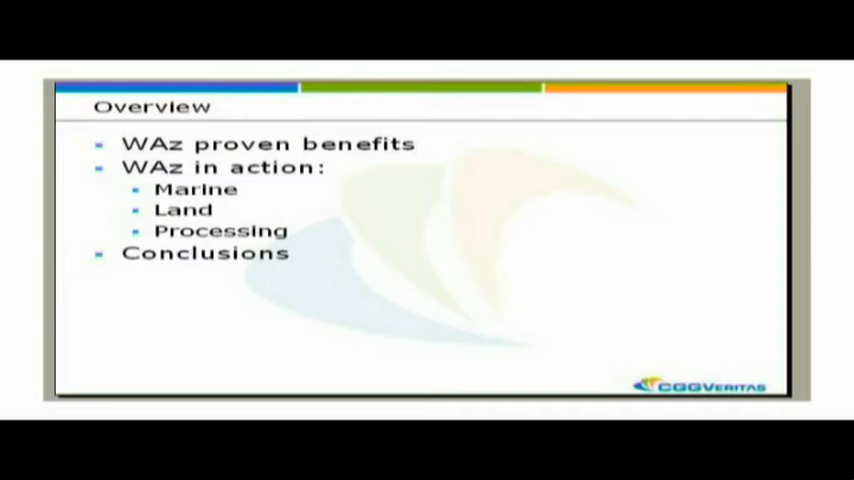 Overview
WAz proven benefits
WAz in action:
Marine
Land
Processing
Conclusions
CGGVERITAS